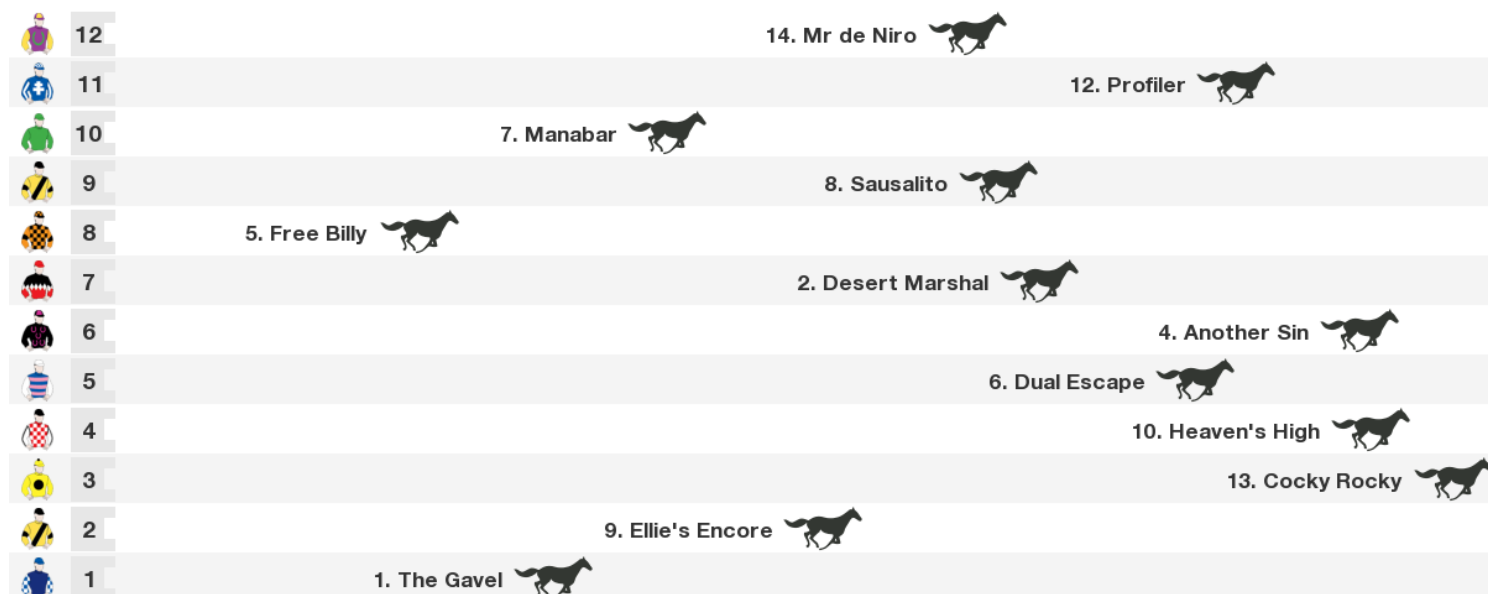 12 14. Mr de Niro
11 12. Profiler
10 7. Manabar
9 8. Sausalito
8 5. Free Billy
7 2. Desert Marshal
6 4. Another Sin
5 6. Dual Escape
4 10. Heaven's High
3 13. Cocky Rocky
2 9. Ellie's Encore
1 1. The Gavel